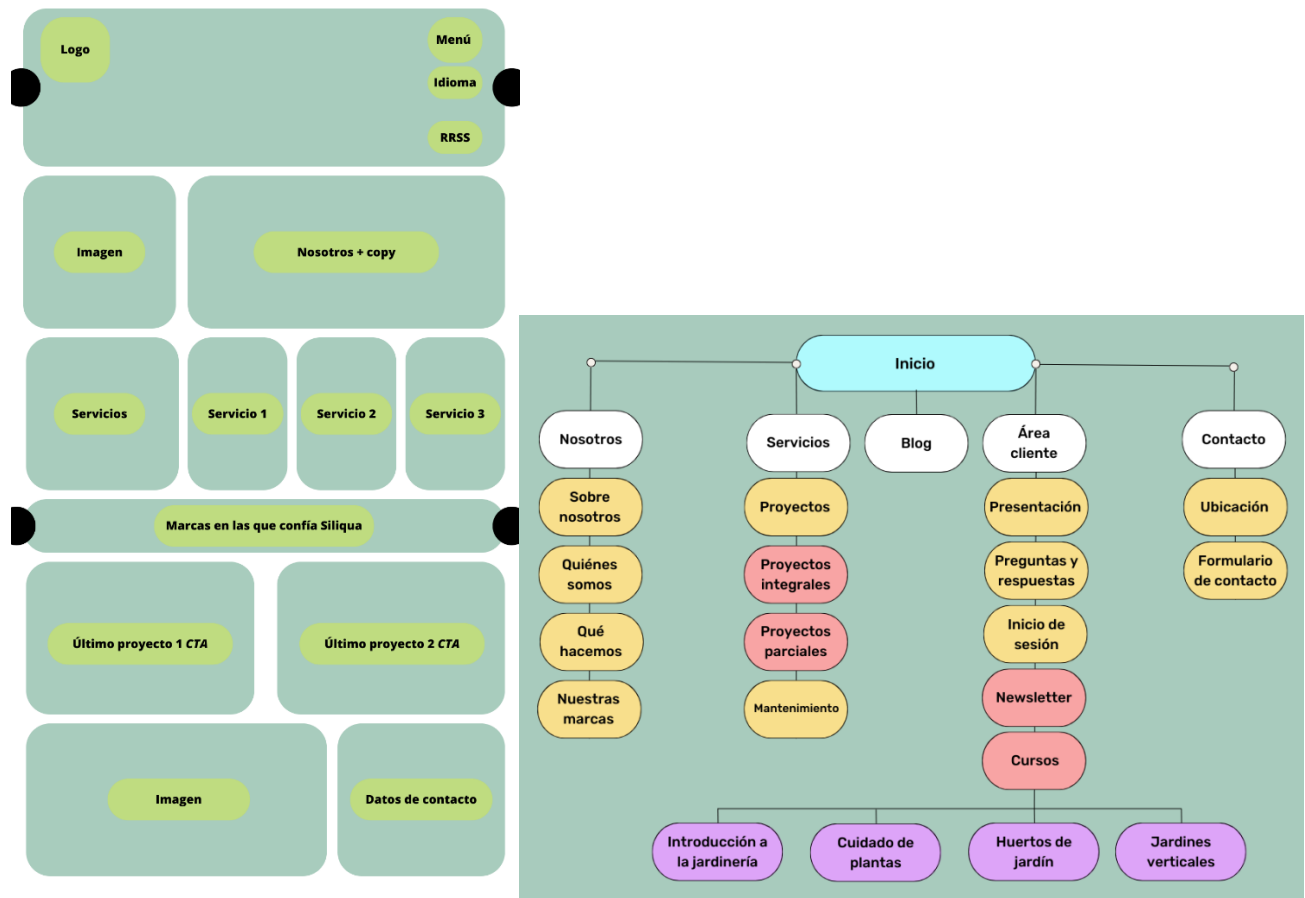 Logo
Menú
Idioma
RRSS
Imagen
Nosotros + copy
Servicios
Servicio 1
Servicio 2
Servicio 3
Marcas en las que confía Siliqua
Último proyecto 1 CTA
Último proyecto 2 CTA
Imagen
Datos de contacto
Inicio
Nosotros
Servicios
Blog
Área
cliente
Contacto
Sobre
nosotros
Proyectos
Presentación
Ubicación
Quiénes
somos
Proyectos
integrales
Preguntas y
respuestas
Formulario
de contacto
Qué
hacemos
Proyectos
parciales
Inicio de
sesión
Nuestras
marcas
Mantenimiento
Newsletter
Cursos
Introducción a
la jardinería
Cuidado de
plantas
Huertos de
jardín
Jardines
verticales